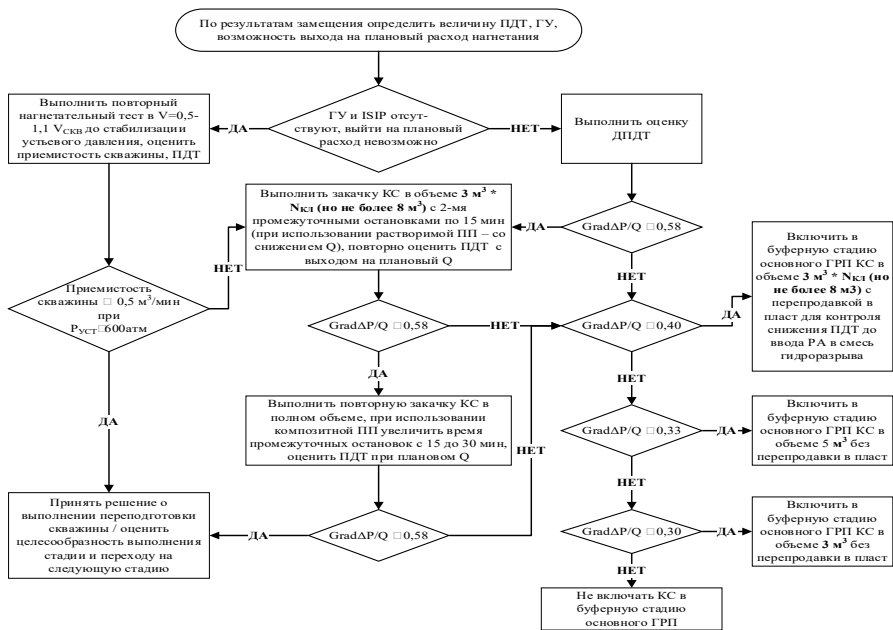 По результатам замещения определить величину ПДТ, ГУ,
возможность выхода на плановый расход нагнетания
ГУ и ISIP отсут-
ствуют, выйти на плановый
расход невозможно
ДА
НЕТ
Выполнить повторный
нагнетательный тест в V=0,5-
1,1 VСКВ до стабилизации
устьевого давления, оценить
приемистость скважины, ПДТ
Выполнить оценку
ДПДТ
Выполнить закачку КС в объеме 3 м³ *
NКЛ (но не более 8 м³) с 2-мя
промежуточными остановками по 15 мин
(при использовании растворимой ПП – со
снижением Q), повторно оценить ПДТ с
выходом на плановый Q
ДА
Grad∆P/Q □ 0,58
НЕТ
Приемистость
скважины □ 0,5 м³/мин
при
PУСТ□600атм
НЕТ
ДА
Grad∆P/Q □ 0,58
НЕТ
ДА
Grad∆P/Q □ 0,40
ДА
НЕТ
Включить в
буферную стадию
основного ГРП КС в
объеме 3 м³ * NКЛ (но
не более 8 м3) с
перепродавкой в
пласт для контроля
снижения ПДТ до
ввода РА в смесь
гидроразрыва
Выполнить повторную закачку КС в
полном объеме, при использовании
композитной ПП увеличить время
промежуточных остановок с 15 до 30 мин,
оценить ПДТ при плановом Q
НЕТ
Grad∆P/Q □ 0,33
ДА
НЕТ
Включить в
буферную стадию
основного ГРП КС в
объеме 5 м³ без
перепродавки в пласт
Принять решение о
выполнении переподготовки
скважины / оценить
целесообразность выполнения
стадии и переходу на
следующую стадию
ДА
Grad∆P/Q □ 0,58
Grad∆P/Q □ 0,30
ДА
НЕТ
Включить в
буферную стадию
основного ГРП КС в
объеме 3 м³ без
перепродавки в пласт
Не включать КС в
буферную стадию
основного ГРП